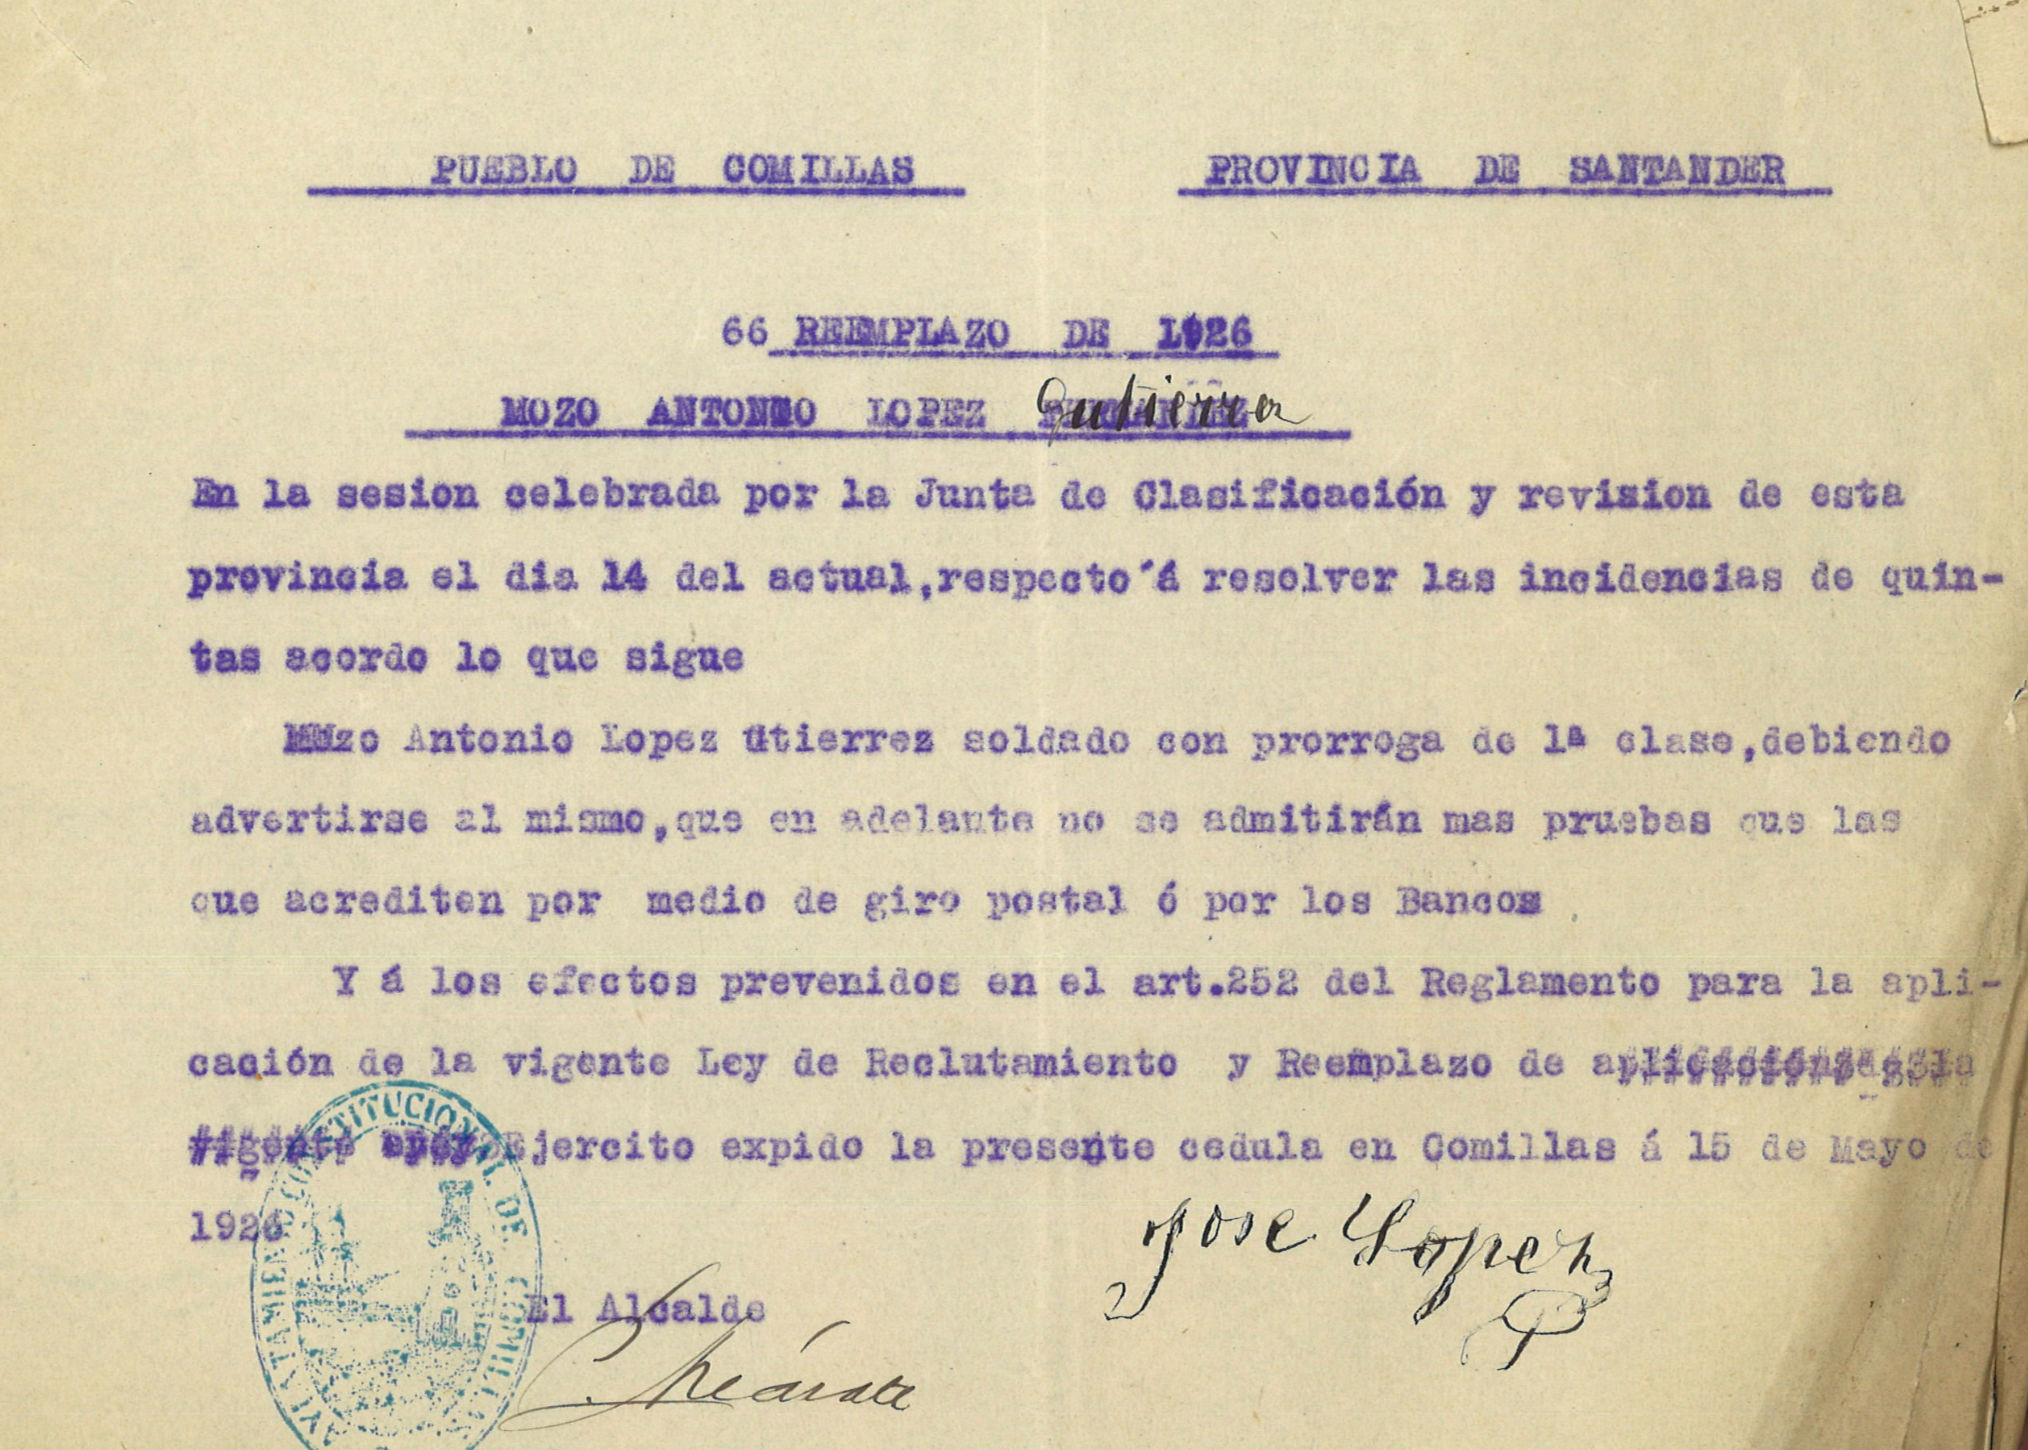 PUEBLO DE COMILLAS PROVINCIA DE SANTANDER
66 REEMPLAZO DE 1926
MOZO ANTONIO LOPEZ Gutierrez
En la sesion celebrada por la Junta de Clasificación y revision de esta
provincia el dia 14 del actual,respecto á resolver las incidencias de quin-
tas acordo lo que sigue
Mozo Antonio Lopez Gtierrez soldado con prorroga de 1ª clase,debiendo
advertirse al mismo,que en adelante no se admitirán mas pruebas que las
que acrediten por medio de giro postal ó por los Bancos .
Y á los efectos prevenidos en el art.252 del Reglamento para la apli-
cación de la vigente Ley de Reclutamiento y Reemplazo de
Ejercito expido la presente cedula en Comillas á 15 de Mayo de
1926
Jose Lopez
El Alcalde
AYUNTAMIENTO CONSTITUCIONAL DE COMILLAS